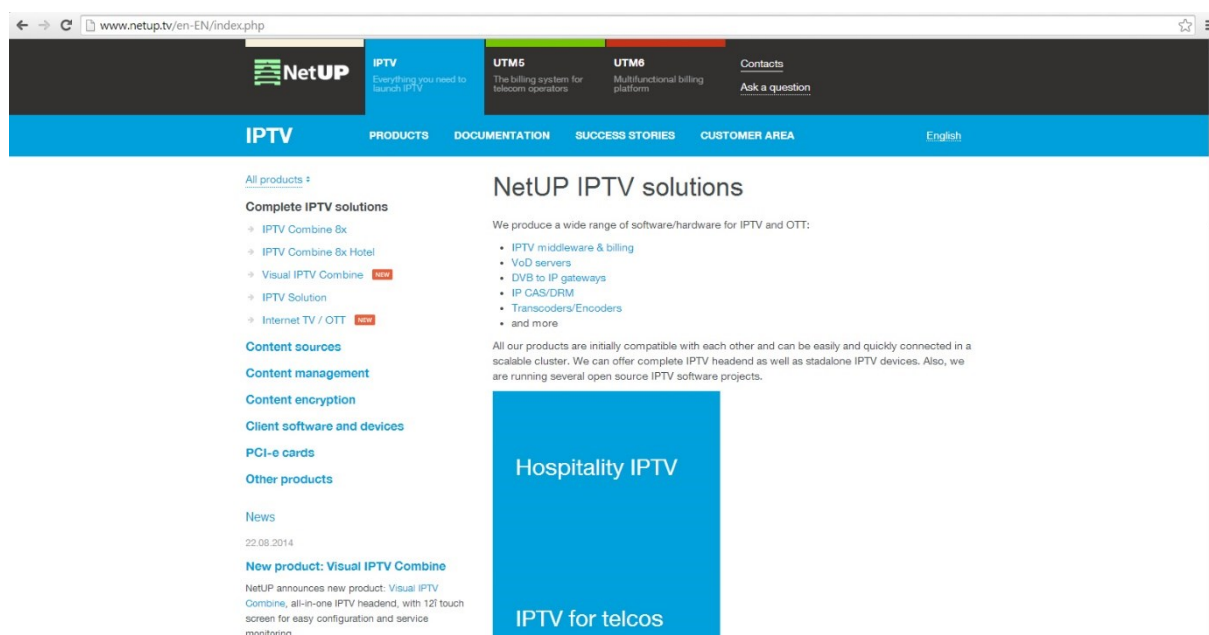 www.netup.tv/en-EN/index.php
NetUP
IPTV
Everything you need to
launch IPTV
UTM5
The billing system for
telecom operators
UTM6
Multifunctional billing
platform
Contacts
Ask a question
IPTV
PRODUCTS
DOCUMENTATION
SUCCESS STORIES
CUSTOMER AREA
English
All products
Complete IPTV solutions
IPTV Combine 8x
IPTV Combine 8x Hotel
Visual IPTV Combine NEW
IPTV Solution
Internet TV / OTT NEW
Content sources
Content management
Content encryption
Client software and devices
PCI-e cards
Other products
News
22.08.2014
New product: Visual IPTV Combine
NetUP announces new product: Visual IPTV
Combine, all-in-one IPTV headend, with 12î touch
screen for easy configuration and service
monitoring
NetUP IPTV solutions
We produce a wide range of software/hardware for IPTV and OTT:
• IPTV middleware & billing
• VoD servers
• DVB to IP gateways
• IP CAS/DRM
• Transcoders/Encoders
• and more
All our products are initially compatible with each other and can be easily and quickly connected in a
scalable cluster. We can offer complete IPTV headend as well as stadalone IPTV devices. Also, we
are running several open source IPTV software projects.
Hospitality IPTV
IPTV for telcos